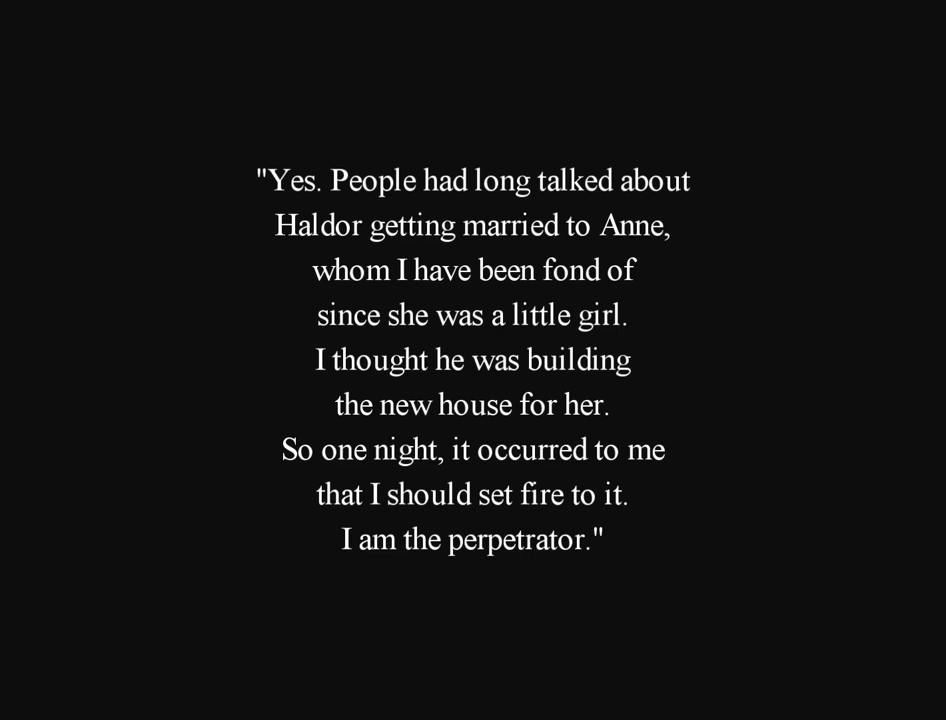 "Yes. People had long talked about
Haldor getting married to Anne,
whom I have been fond of
since she was a little girl.
I thought he was building
the new house for her.
So one night, it occurred to me
that I should set fire to it.
I am the perpetrator."